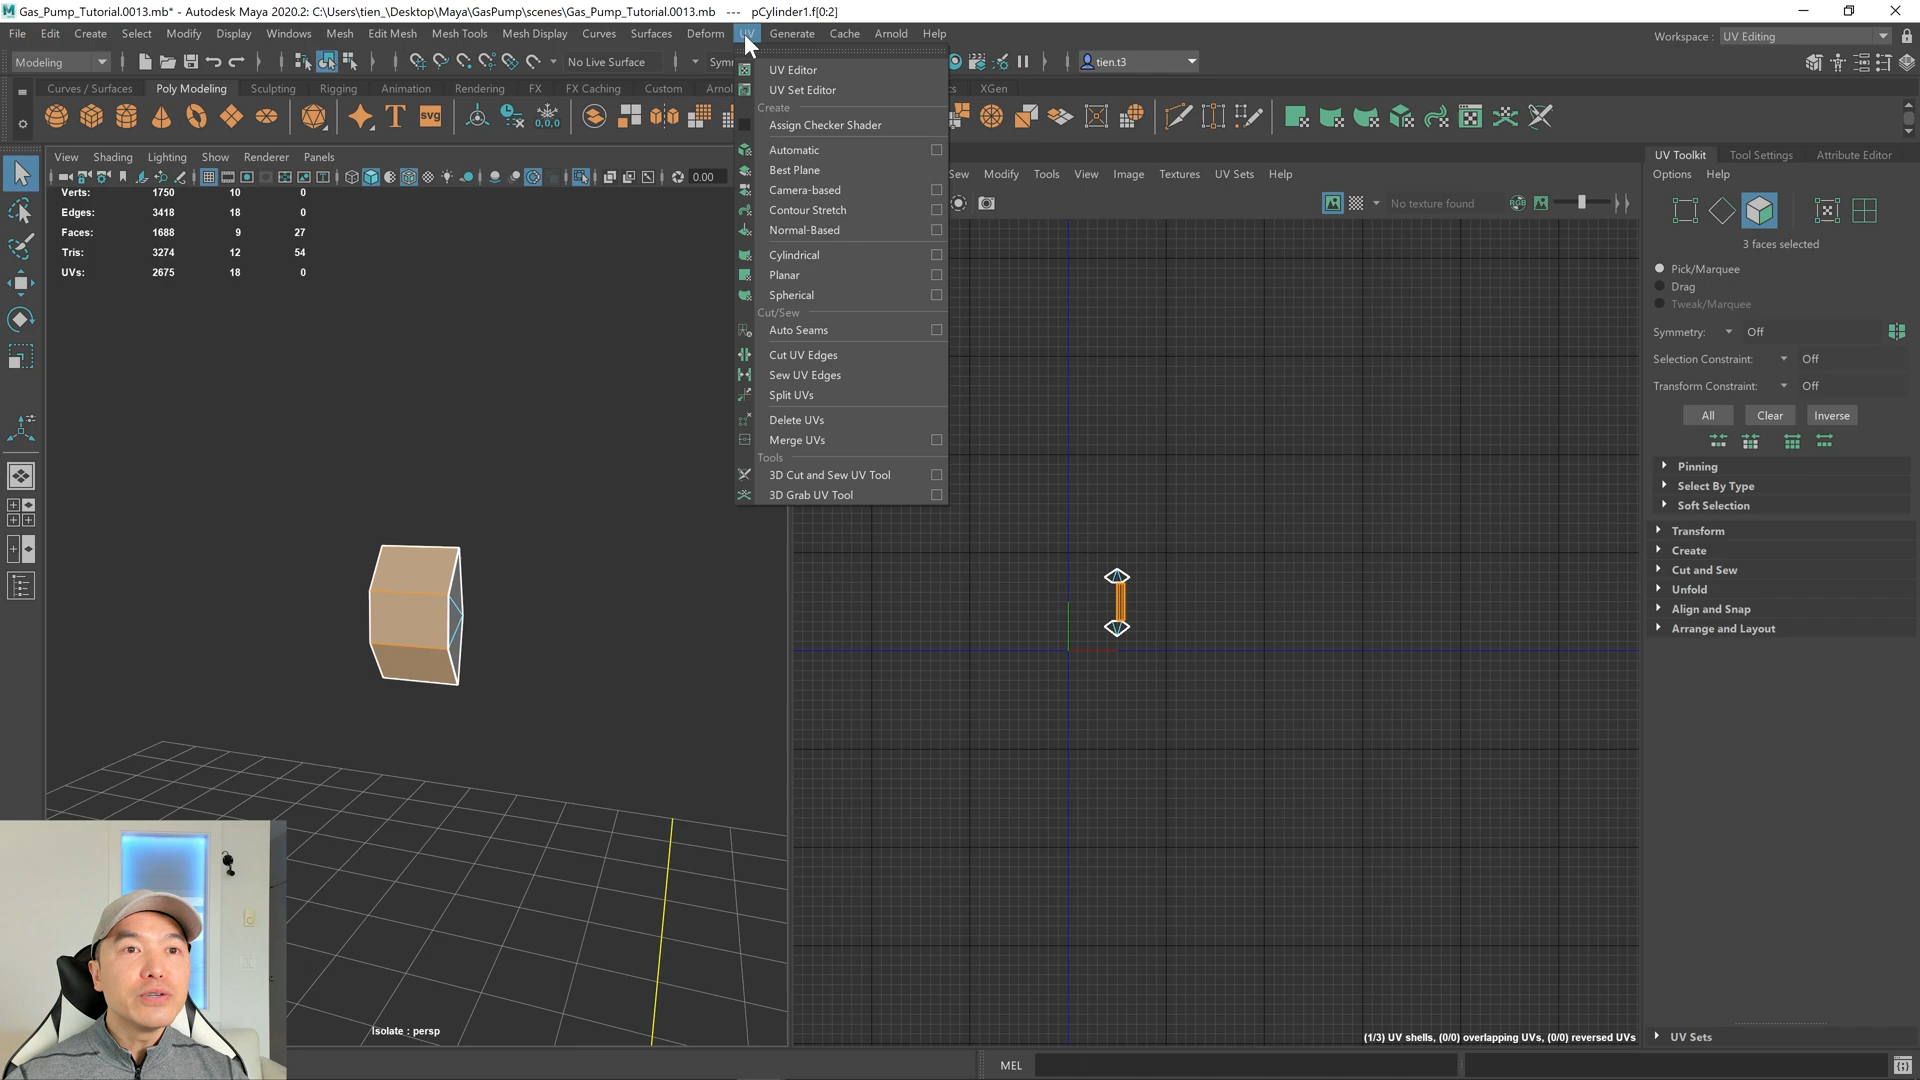 Gas_Pump_Tutorial.0013.mb* - Autodesk Maya 2020.2: C:\Users\tien_\Desktop\Maya\GasPump\scenes\Gas_Pump_Tutorial.0013.mb --- pCylinder1.f[0:2]
File Edit Create Select Modify Display Windows Mesh Edit Mesh Mesh Tools Mesh Display Curves Surfaces Deform UV Generate Cache Arnold Help
Workspace : UV Editing
Modeling No Live Surface Symm tien.t3
Curves / Surfaces Poly Modeling Sculpting Rigging Animation Rendering FX FX Caching Custom Arnol cs XGen
T svg 0,0,0
View Shading Lighting Show Renderer Panels
0.00
Verts: 1750 10 0
Edges: 3418 18 0
Faces: 1688 9 27
Tris: 3274 12 54
UVs: 2675 18 0
Isolate : persp
UV Editor
UV Set Editor
Create
Assign Checker Shader
Automatic
Best Plane
Camera-based
Contour Stretch
Normal-Based
Cylindrical
Planar
Spherical
Cut/Sew
Auto Seams
Cut UV Edges
Sew UV Edges
Split UVs
Delete UVs
Merge UVs
Tools
3D Cut and Sew UV Tool
3D Grab UV Tool
Sew Modify Tools View Image Textures UV Sets Help
No texture found RGB
(1/3) UV shells, (0/0) overlapping UVs, (0/0) reversed UVs
UV Toolkit Tool Settings Attribute Editor
Options Help
3 faces selected
Pick/Marquee
Drag
Tweak/Marquee
Symmetry: Off
Selection Constraint: Off
Transform Constraint: Off
All Clear Inverse
Pinning
Select By Type
Soft Selection
Transform
Create
Cut and Sew
Unfold
Align and Snap
Arrange and Layout
UV Sets
MEL